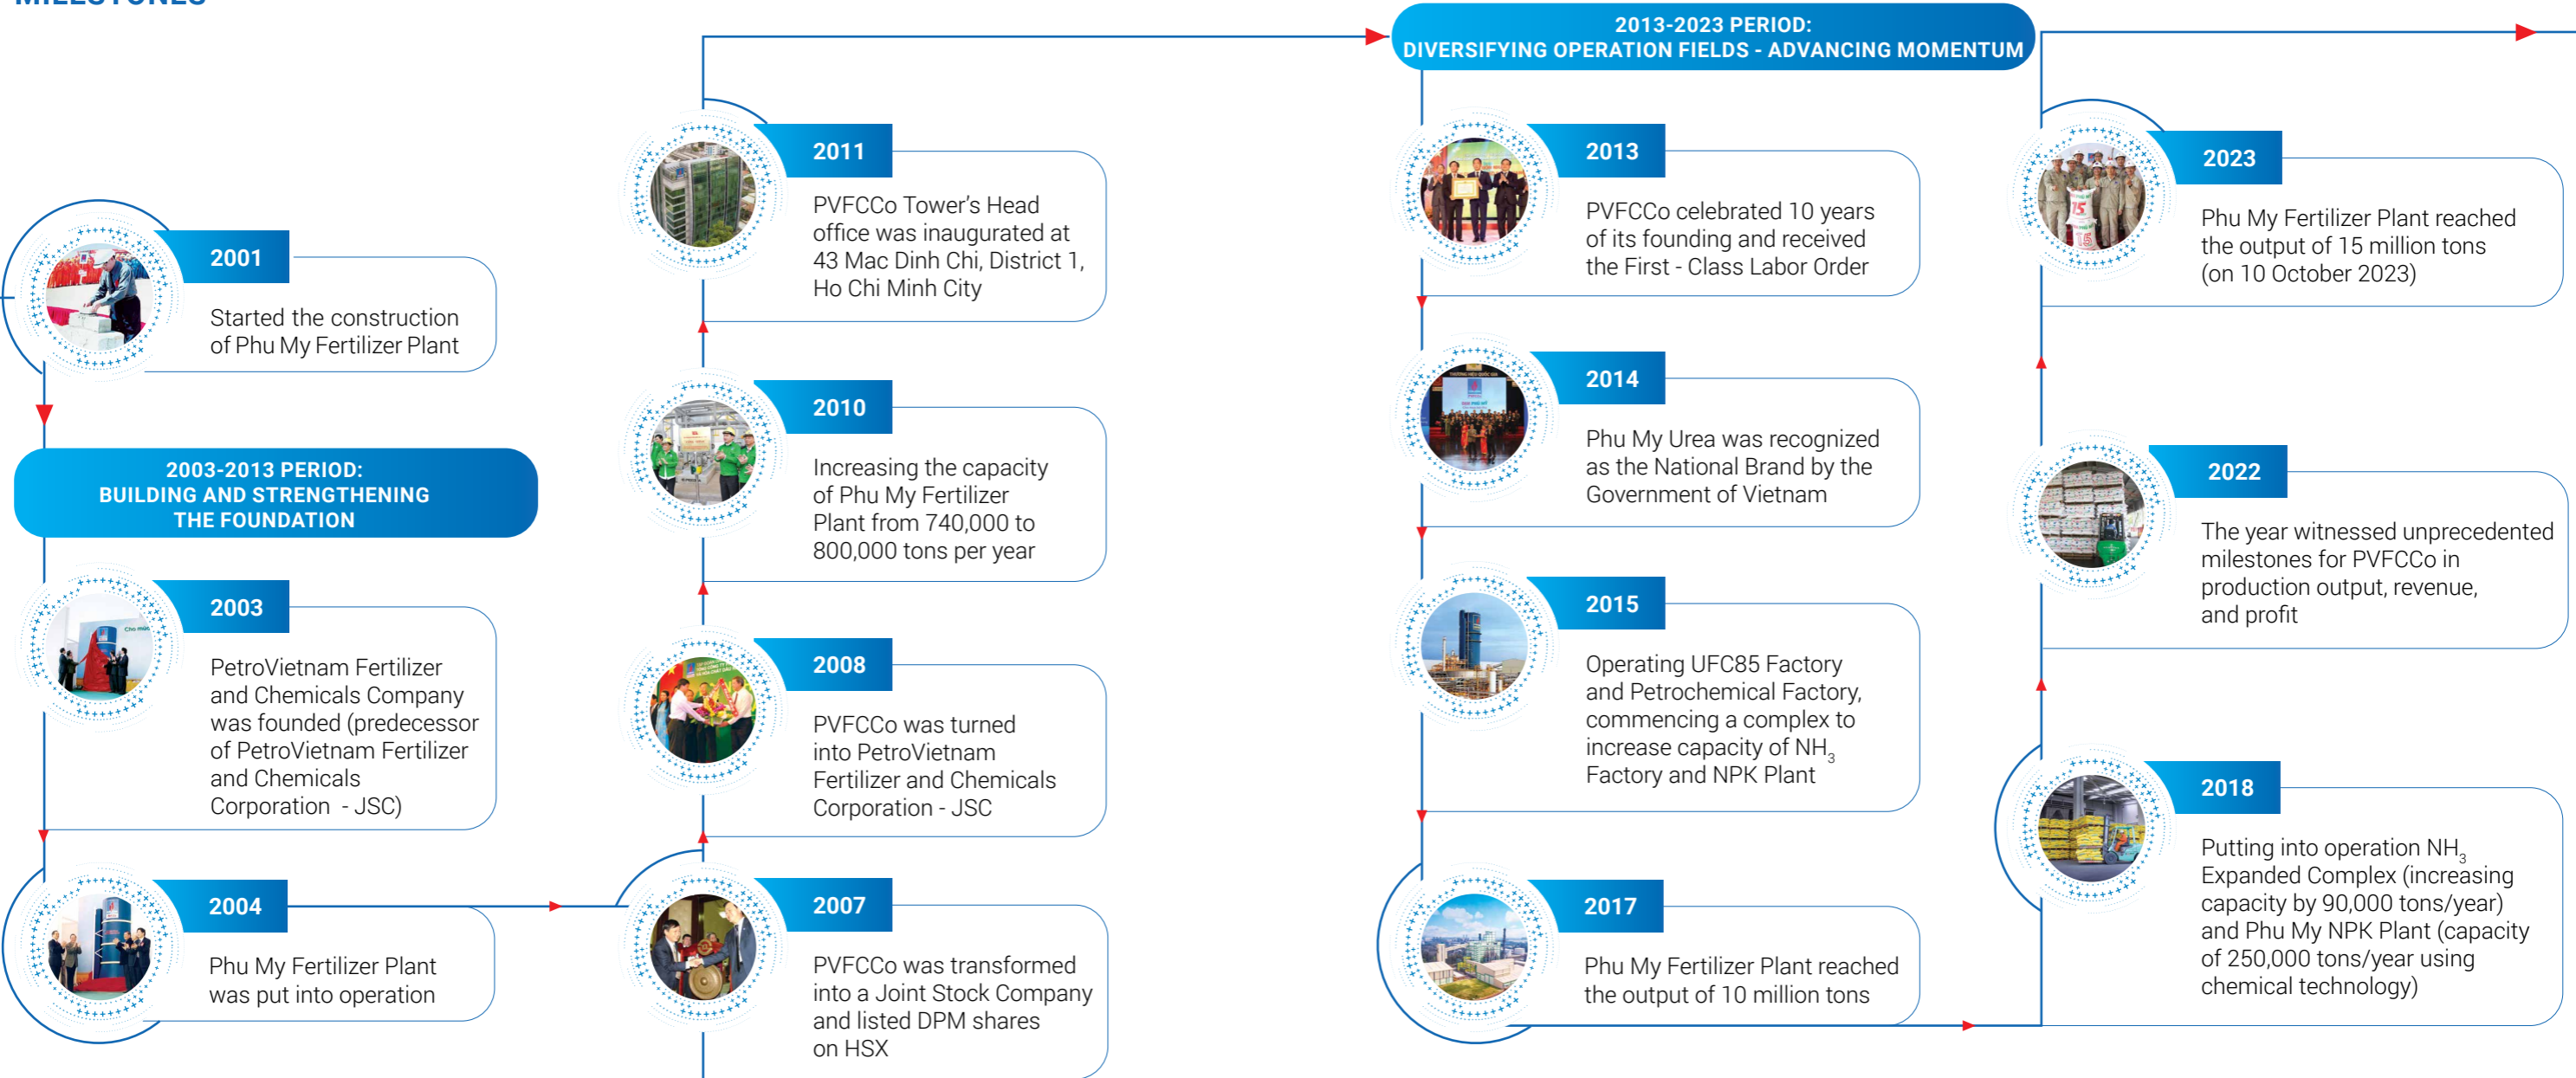 MILESTONES
2001
Started the construction
of Phu My Fertilizer Plant
2003-2013 PERIOD:
BUILDING AND STRENGTHENING
THE FOUNDATION
2003
PetroVietnam Fertilizer
and Chemicals Company
was founded (predecessor
of PetroVietnam Fertilizer
and Chemicals
Corporation - JSC)
2004
Phu My Fertilizer Plant
was put into operation
2007
PVFCCo was transformed
into a Joint Stock Company
and listed DPM shares
on HSX
2008
PVFCCo was turned
into PetroVietnam
Fertilizer and Chemicals
Corporation - JSC
2010
Increasing the capacity
of Phu My Fertilizer
Plant from 740,000 to
800,000 tons per year
2011
PVFCCo Tower’s Head
office was inaugurated at
43 Mac Dinh Chi, District 1,
Ho Chi Minh City
2013-2023 PERIOD:
DIVERSIFYING OPERATION FIELDS - ADVANCING MOMENTUM
2013
PVFCCo celebrated 10 years
of its founding and received
the First - Class Labor Order
2014
Phu My Urea was recognized
as the National Brand by the
Government of Vietnam
2015
Operating UFC85 Factory
and Petrochemical Factory,
commencing a complex to
increase capacity of NH₃
Factory and NPK Plant
2017
Phu My Fertilizer Plant reached
the output of 10 million tons
2018
Putting into operation NH₃
Expanded Complex (increasing
capacity by 90,000 tons/year)
and Phu My NPK Plant (capacity
of 250,000 tons/year using
chemical technology)
2022
The year witnessed unprecedented
milestones for PVFCCo in
production output, revenue,
and profit
2023
Phu My Fertilizer Plant reached
the output of 15 million tons
(on 10 October 2023)